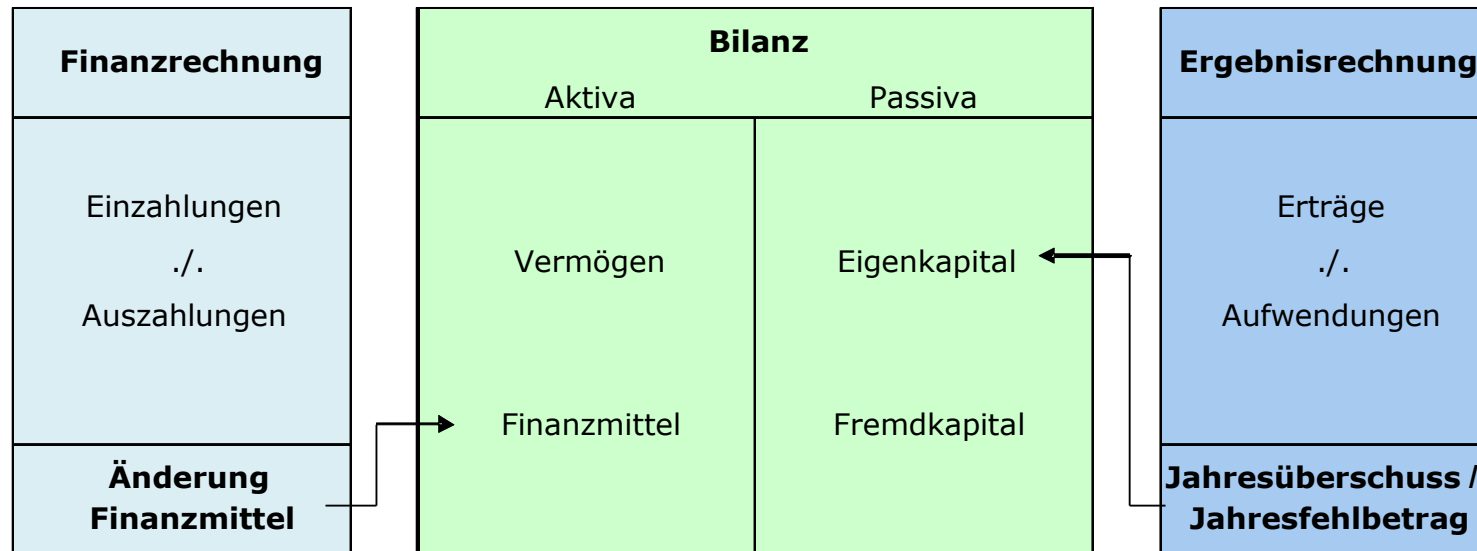 Finanzrechnung
Einzahlungen
./.
Auszahlungen
Änderung
Finanzmittel
Bilanz
Aktiva Passiva
Vermögen Eigenkapital
Finanzmittel Fremdkapital
Ergebnisrechnung
Erträge
./.
Aufwendungen
Jahresüberschuss /
Jahresfehlbetrag